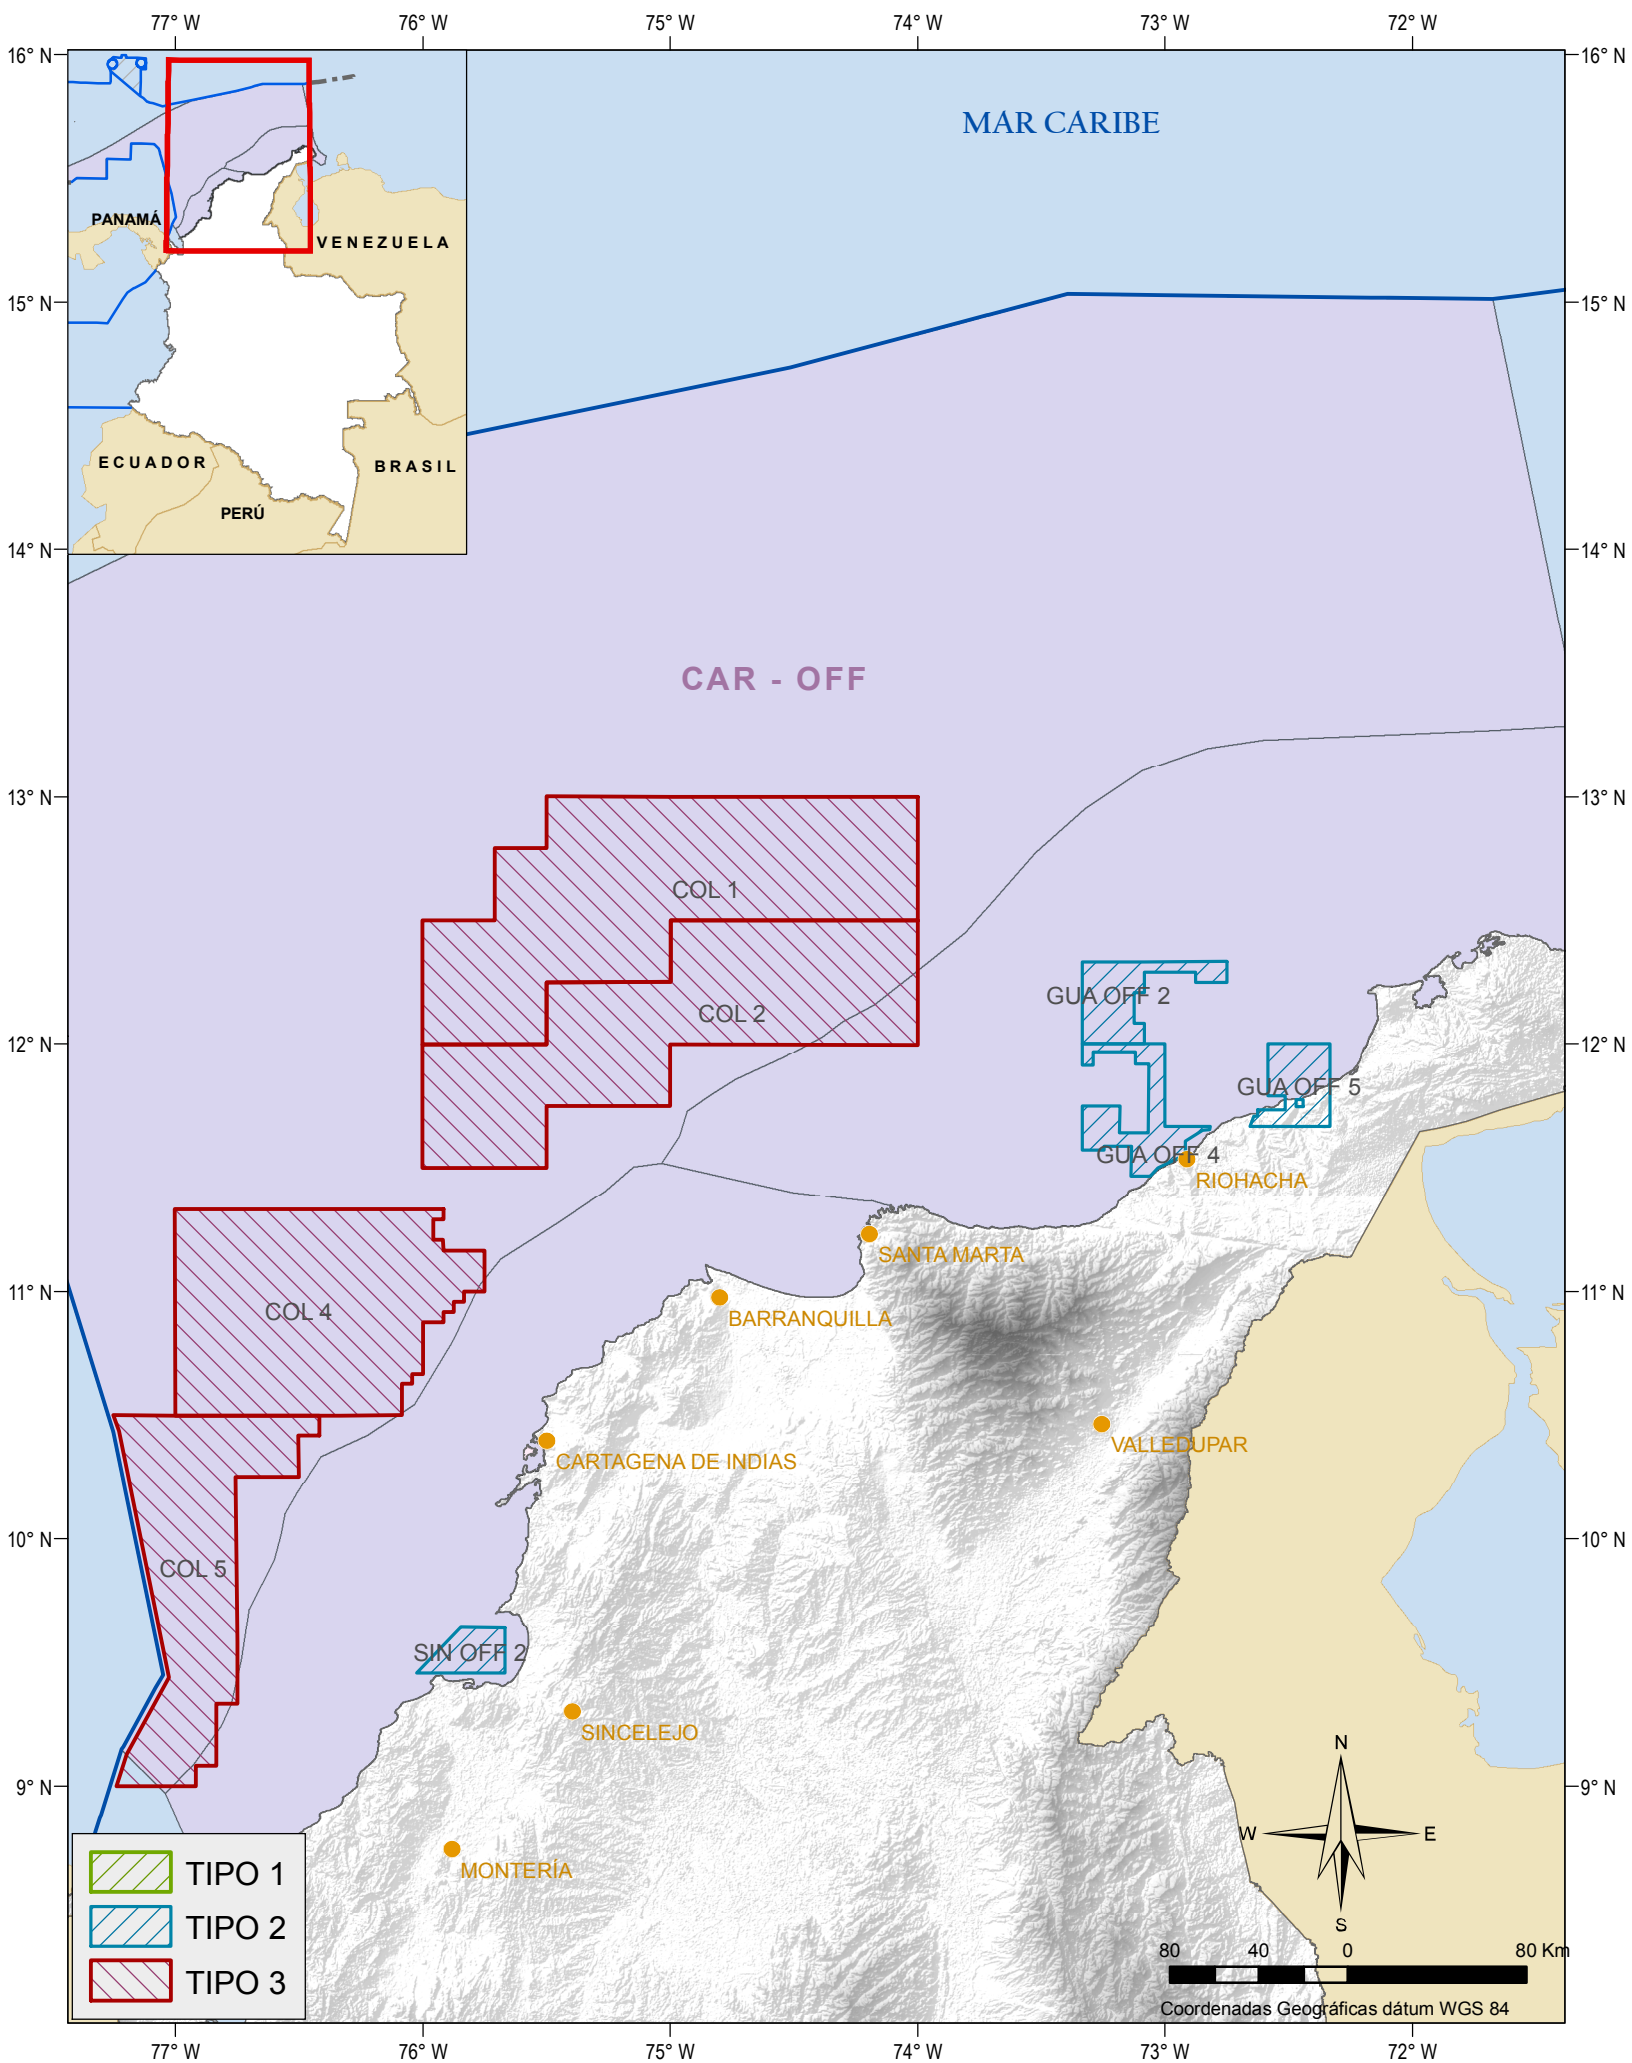 77° W
76° W
75° W
74° W
73° W
72° W
16° N
16° N
MAR CARIBE
PANAMÁ
VENEZUELA
15° N
15° N
ECUADOR
BRASIL
PERÚ
14° N
14° N
CAR - OFF
13° N
13° N
COL 1
GUA OFF 2
COL 2
12° N
12° N
GUA OFF 5
GUA OFF 4
RIOHACHA
SANTA MARTA
11° N
11° N
COL 4
BARRANQUILLA
VALLEDUPAR
CARTAGENA DE INDIAS
10° N
10° N
COL 5
SIN OFF 2
SINCELEJO
N
9° N
9° N
W
E
MONTERÍA
TIPO 1
TIPO 2
TIPO 3
S
80
40
0
80 Km
Coordenadas Geográficas dátum WGS 84
77° W
76° W
75° W
74° W
73° W
72° W